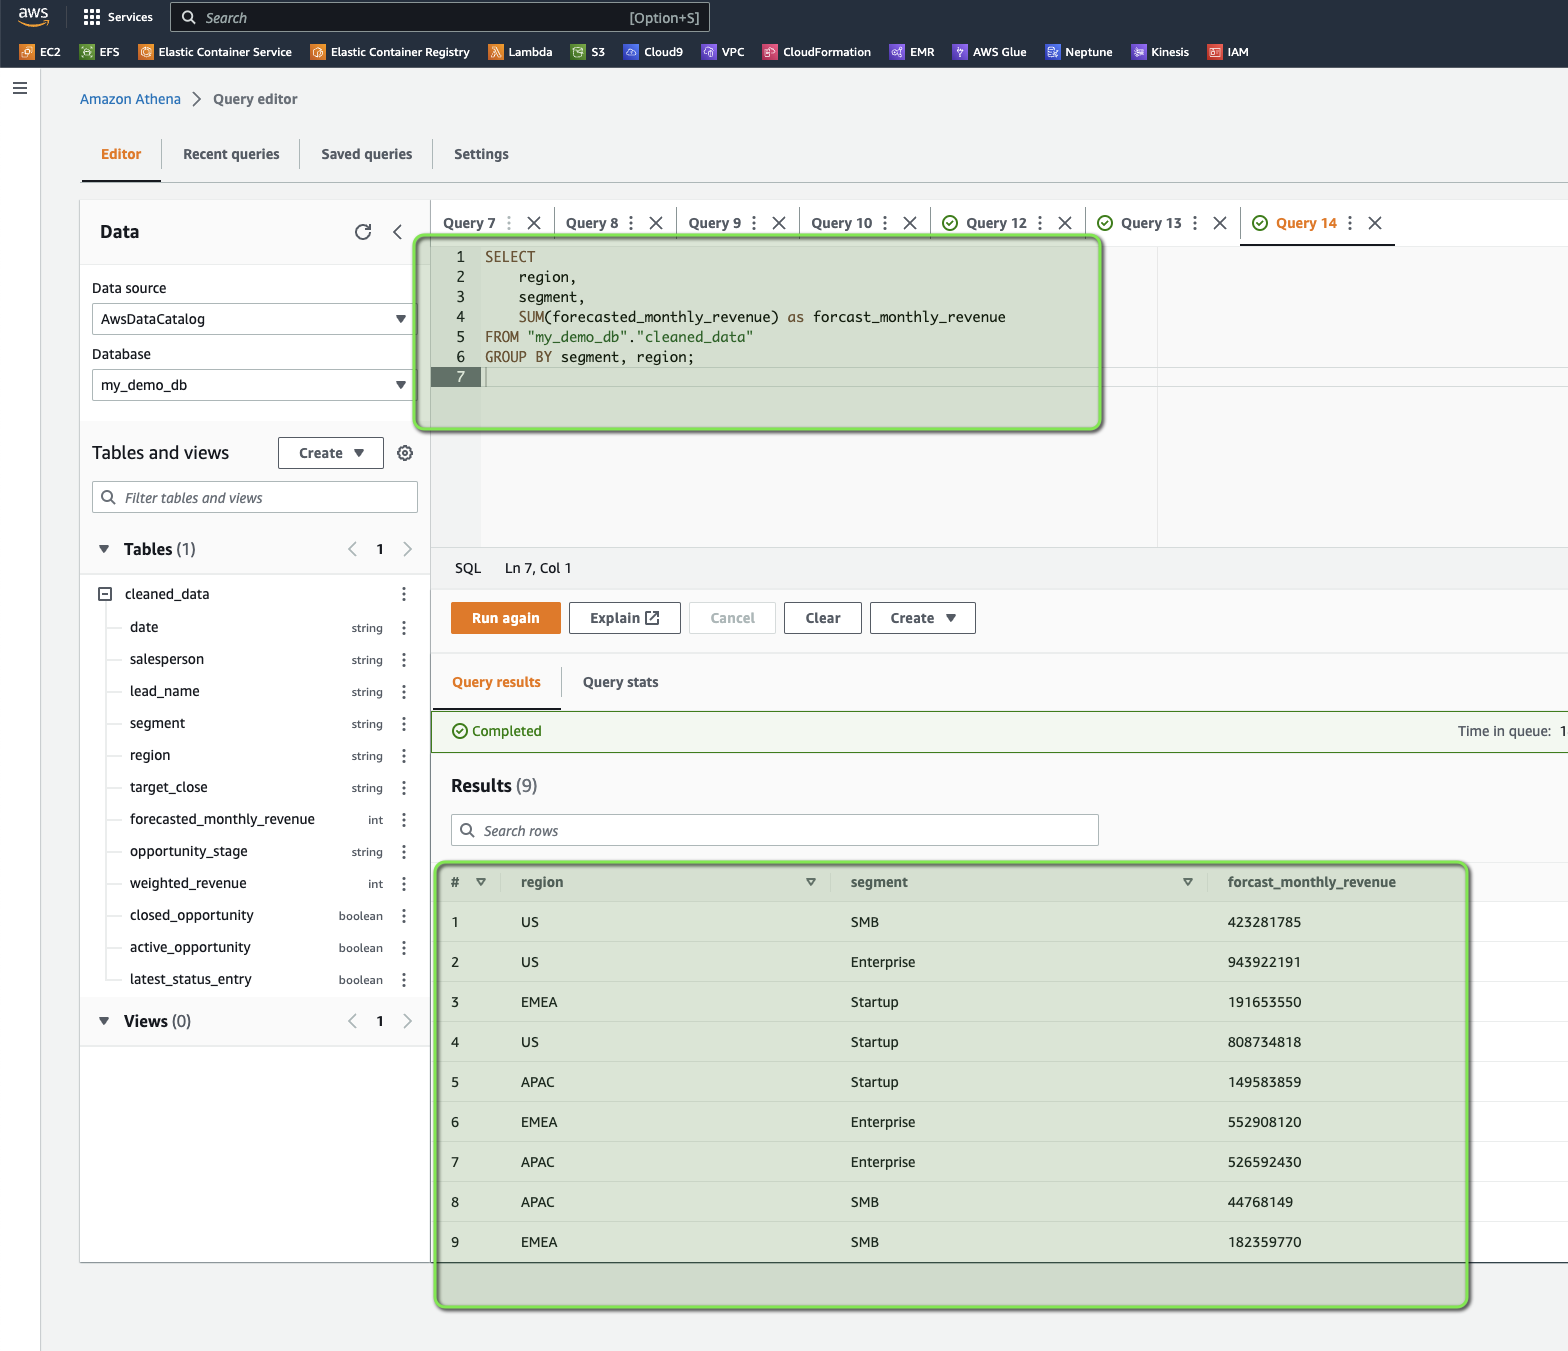 aws Services Search [Option+S]
EC2 EFS Elastic Container Service Elastic Container Registry Lambda S3 Cloud9 VPC CloudFormation EMR AWS Glue Neptune Kinesis IAM
Amazon Athena > Query editor
Editor Recent queries Saved queries Settings
Data
Data source
AwsDataCatalog
Database
my_demo_db
Tables and views Create
Filter tables and views
Tables (1) < 1 >
cleaned_data
date string
salesperson string
lead_name string
segment string
region string
target_close string
forecasted_monthly_revenue int
opportunity_stage string
weighted_revenue int
closed_opportunity boolean
active_opportunity boolean
latest_status_entry boolean
Views (0) < 1 >
Query 7 Query 8 Query 9 Query 10 Query 12 Query 13 Query 14
1 SELECT
2 region,
3 segment,
4 SUM(forecasted_monthly_revenue) as forcast_monthly_revenue
5 FROM "my_demo_db"."cleaned_data"
6 GROUP BY segment, region;
7
SQL Ln 7, Col 1
Run again Explain Cancel Clear Create
Query results Query stats
Completed Time in queue: 1
Results (9)
Search rows
# region segment forcast_monthly_revenue
1 US SMB 423281785
2 US Enterprise 943922191
3 EMEA Startup 191653550
4 US Startup 808734818
5 APAC Startup 149583859
6 EMEA Enterprise 552908120
7 APAC Enterprise 526592430
8 APAC SMB 44768149
9 EMEA SMB 182359770